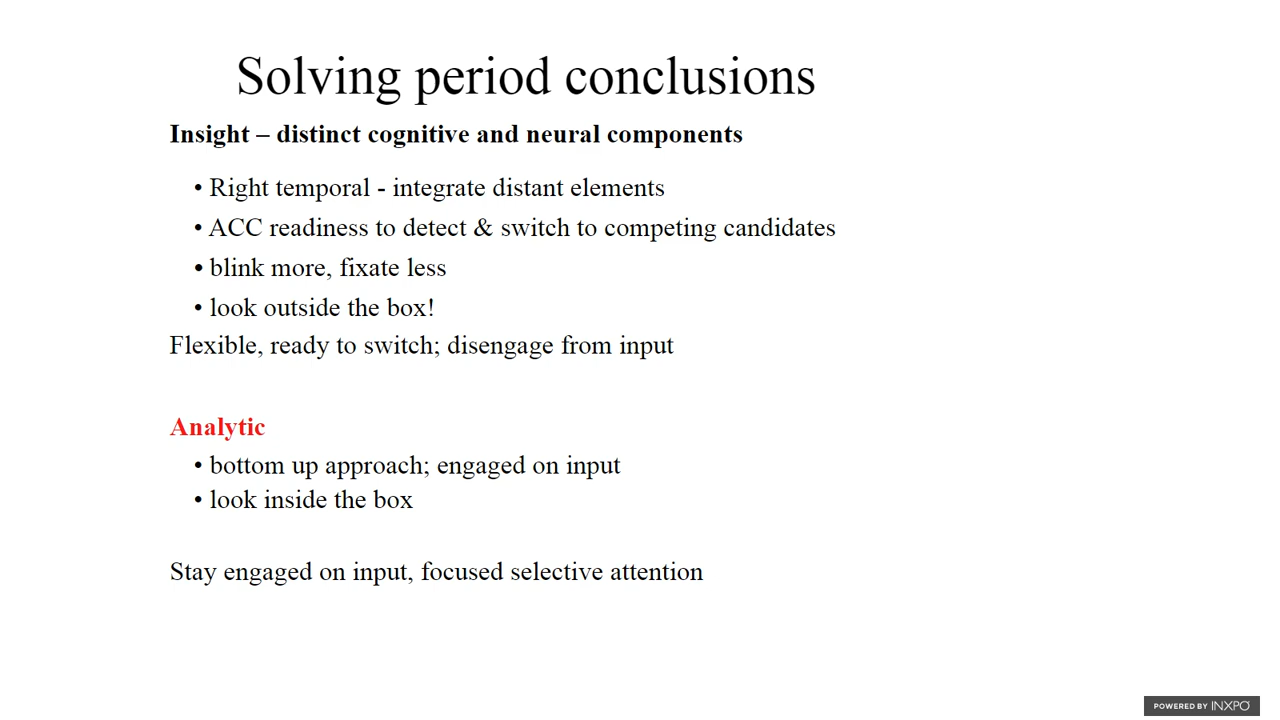 Solving period conclusions
Insight – distinct cognitive and neural components
• Right temporal - integrate distant elements
• ACC readiness to detect & switch to competing candidates
• blink more, fixate less
• look outside the box!
Flexible, ready to switch; disengage from input
Analytic
• bottom up approach; engaged on input
• look inside the box
Stay engaged on input, focused selective attention
POWERED BY INXPO